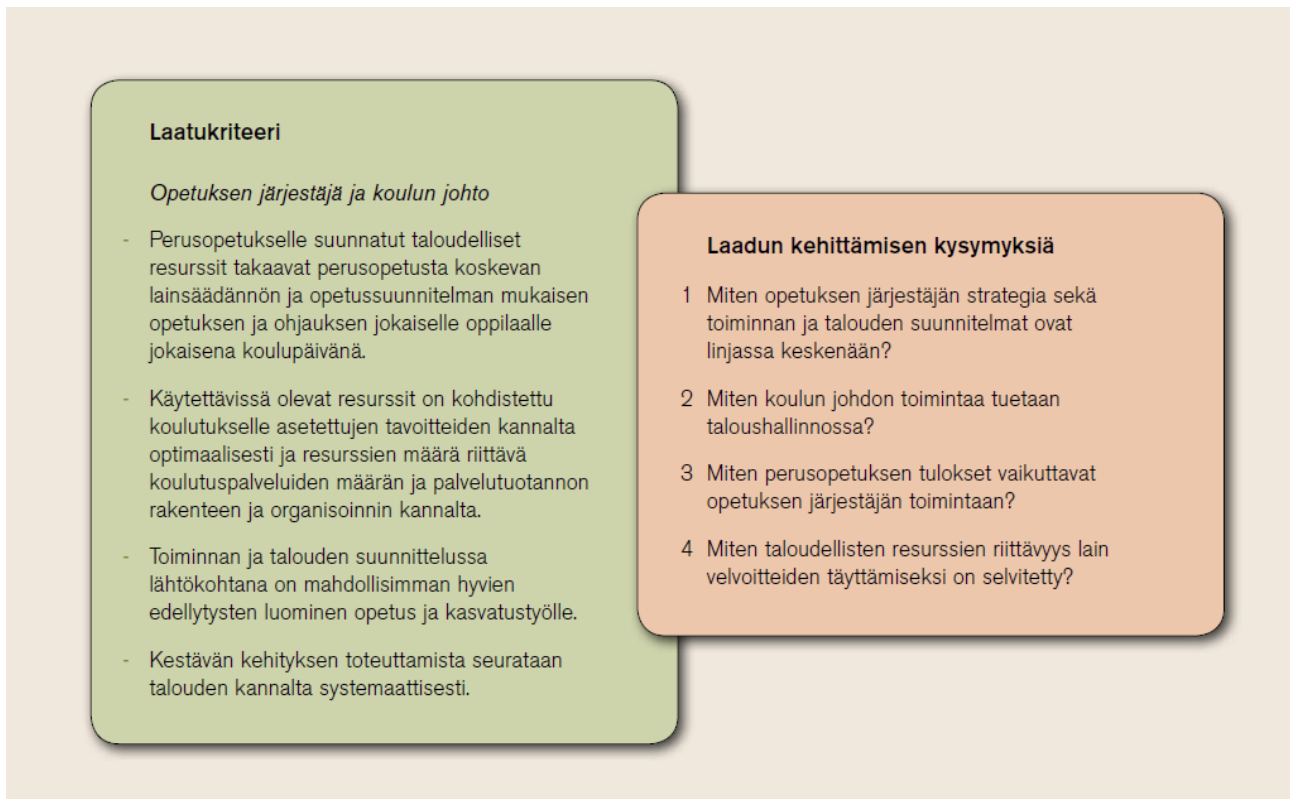 Laatukriteeri
Opetuksen järjestäjä ja koulun johto
- Perusopetukselle suunnatut taloudelliset
resurssit takaavat perusopetusta koskevan
lainsäädännön ja opetussuunnitelman mukaisen
opetuksen ja ohjauksen jokaiselle oppilaalle
jokaisena koulupäivänä.
- Käytettävissä olevat resurssit on kohdistettu
koulutukselle asetettujen tavoitteiden kannalta
optimaalisesti ja resurssien määrä riittävä
koulutuspalveluiden määrän ja palvelutuotannon
rakenteen ja organisoinnin kannalta.
- Toiminnan ja talouden suunnittelussa
lähtökohtana on mahdollisimman hyvien
edellytysten luominen opetus ja kasvatustyölle.
- Kestävän kehityksen toteuttamista seurataan
talouden kannalta systemaattisesti.
Laadun kehittämisen kysymyksiä
1 Miten opetuksen järjestäjän strategia sekä
toiminnan ja talouden suunnitelmat ovat
linjassa keskenään?
2 Miten koulun johdon toimintaa tuetaan
taloushallinnossa?
3 Miten perusopetuksen tulokset vaikuttavat
opetuksen järjestäjän toimintaan?
4 Miten taloudellisten resurssien riittävyys lain
velvoitteiden täyttämiseksi on selvitetty?